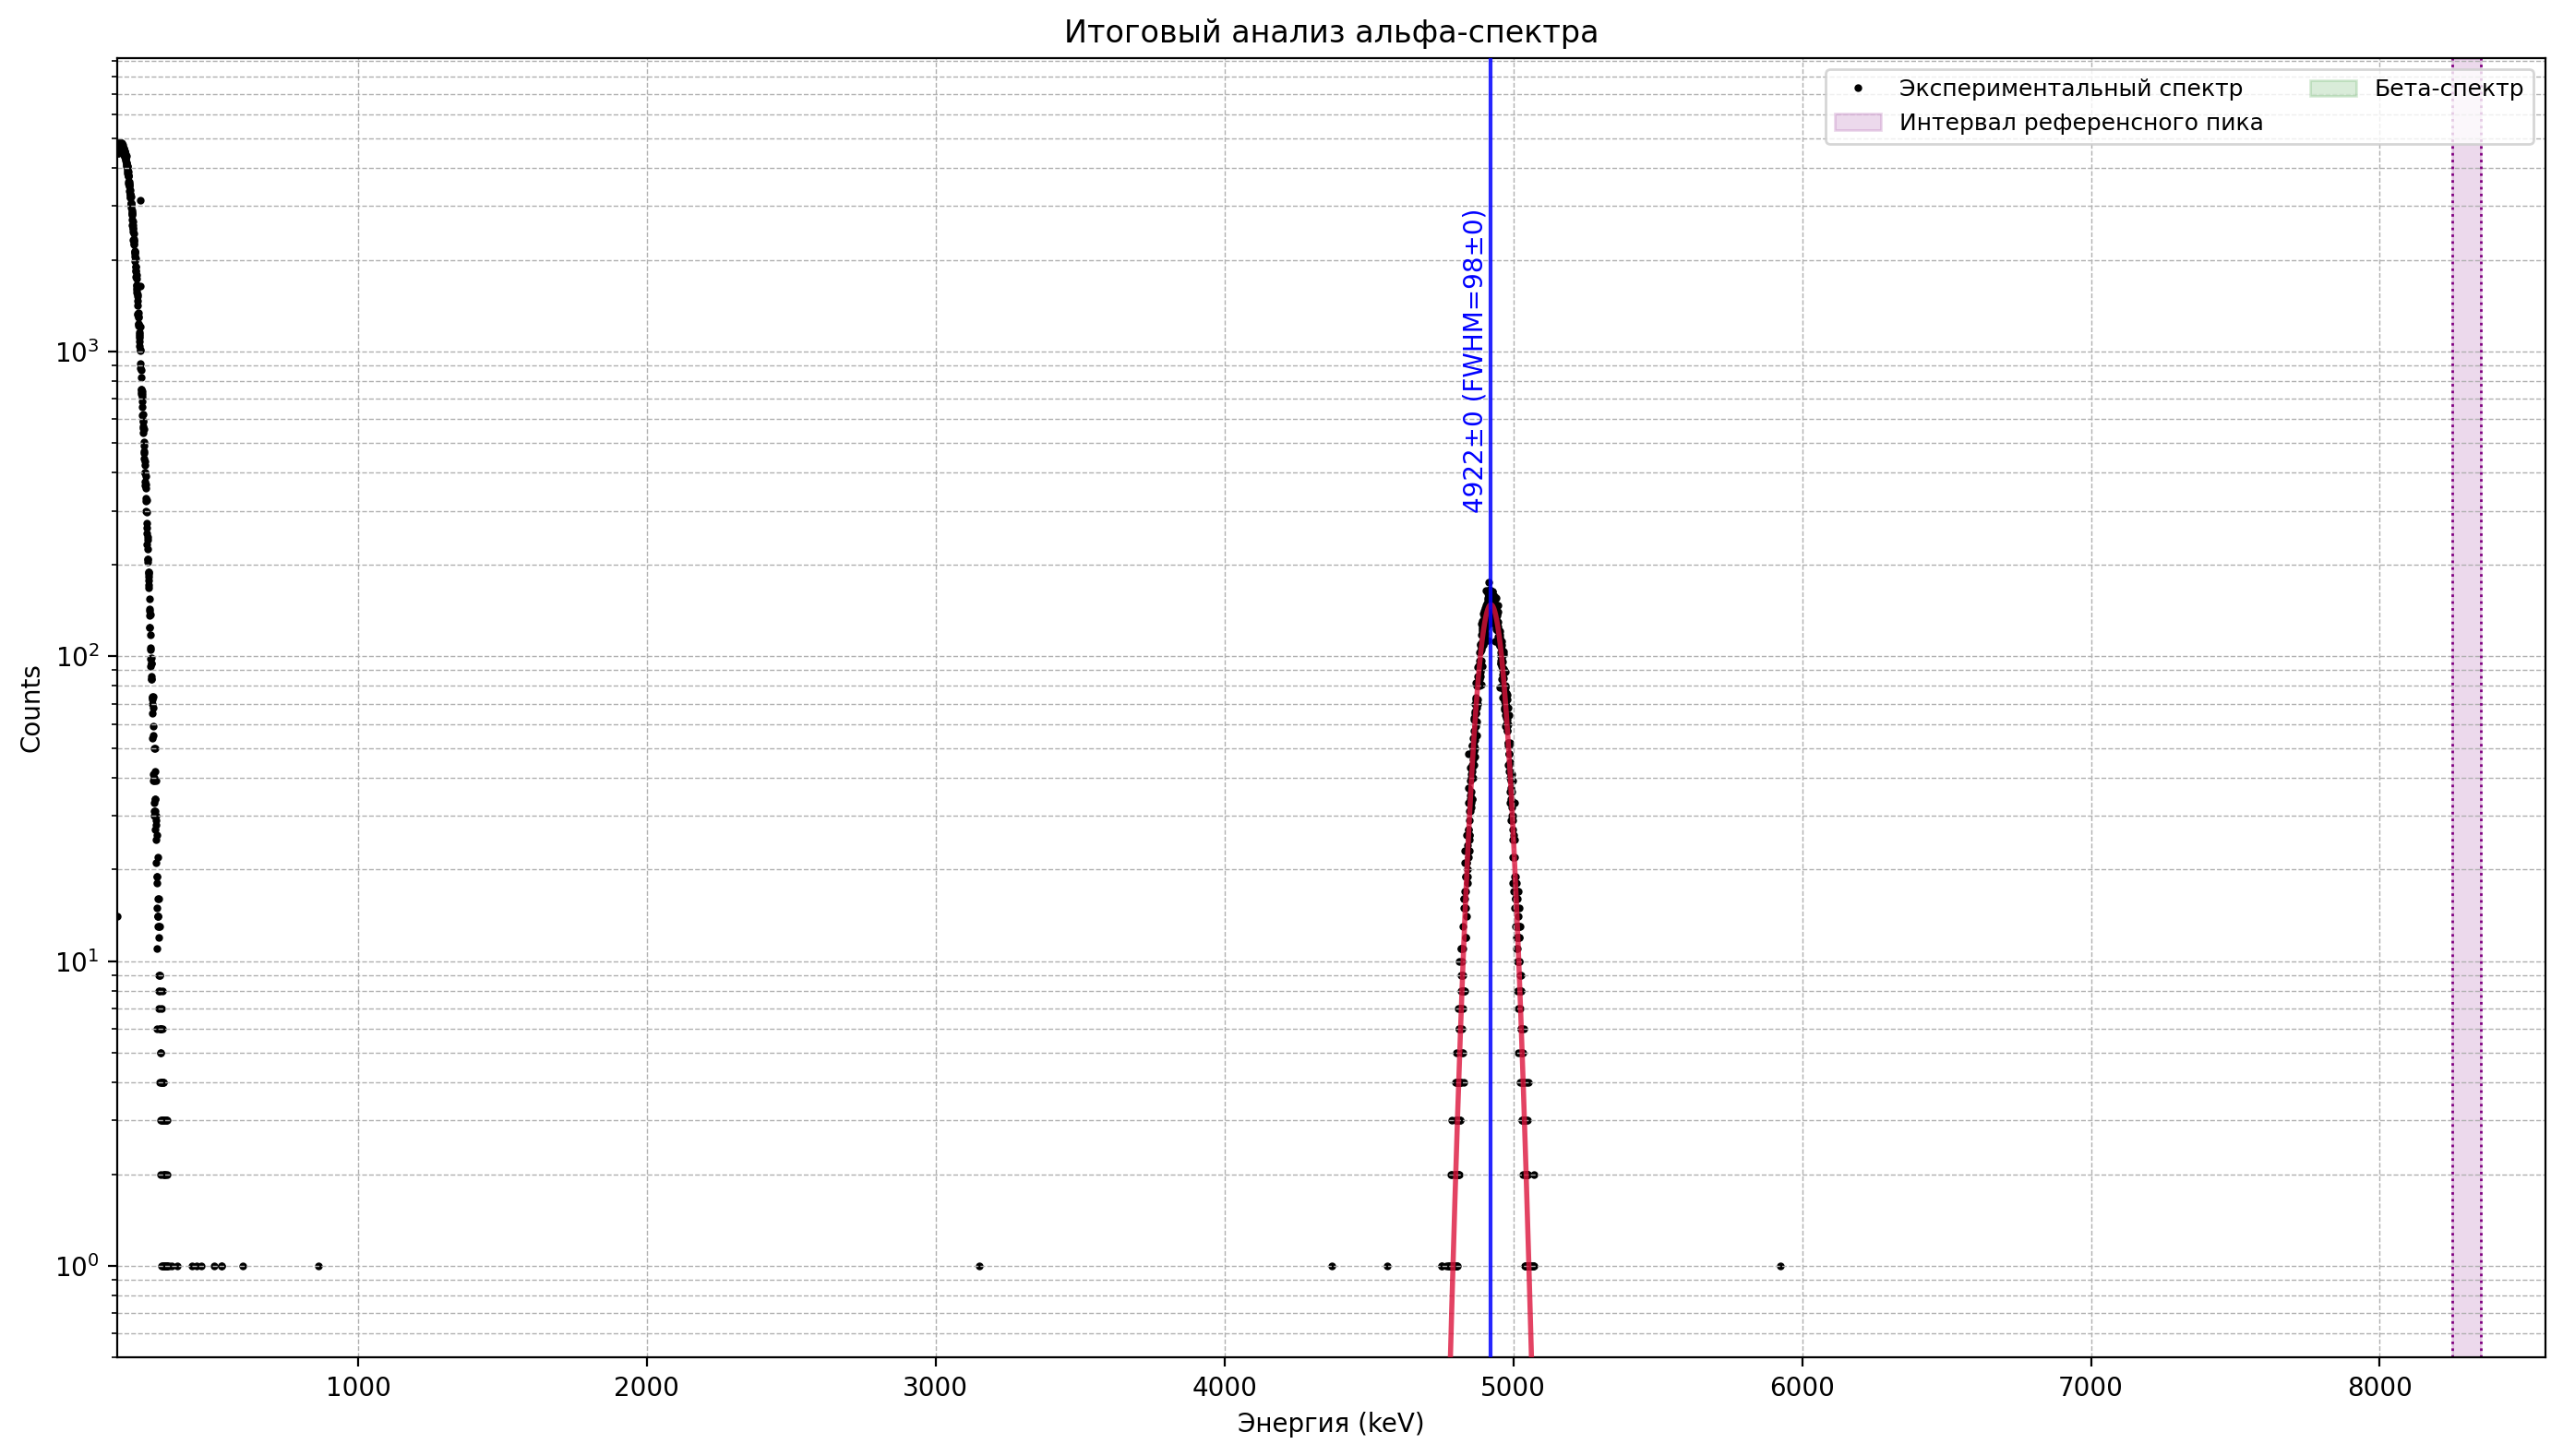 Итоговый анализ альфа-спектра
Экспериментальный спектр
Интервал референсного пика
Бета-спектр
4922±0 (FWHM=98±0)
Counts
10³
10²
10¹
10⁰
1000 2000 3000 4000 5000 6000 7000 8000
Энергия (keV)